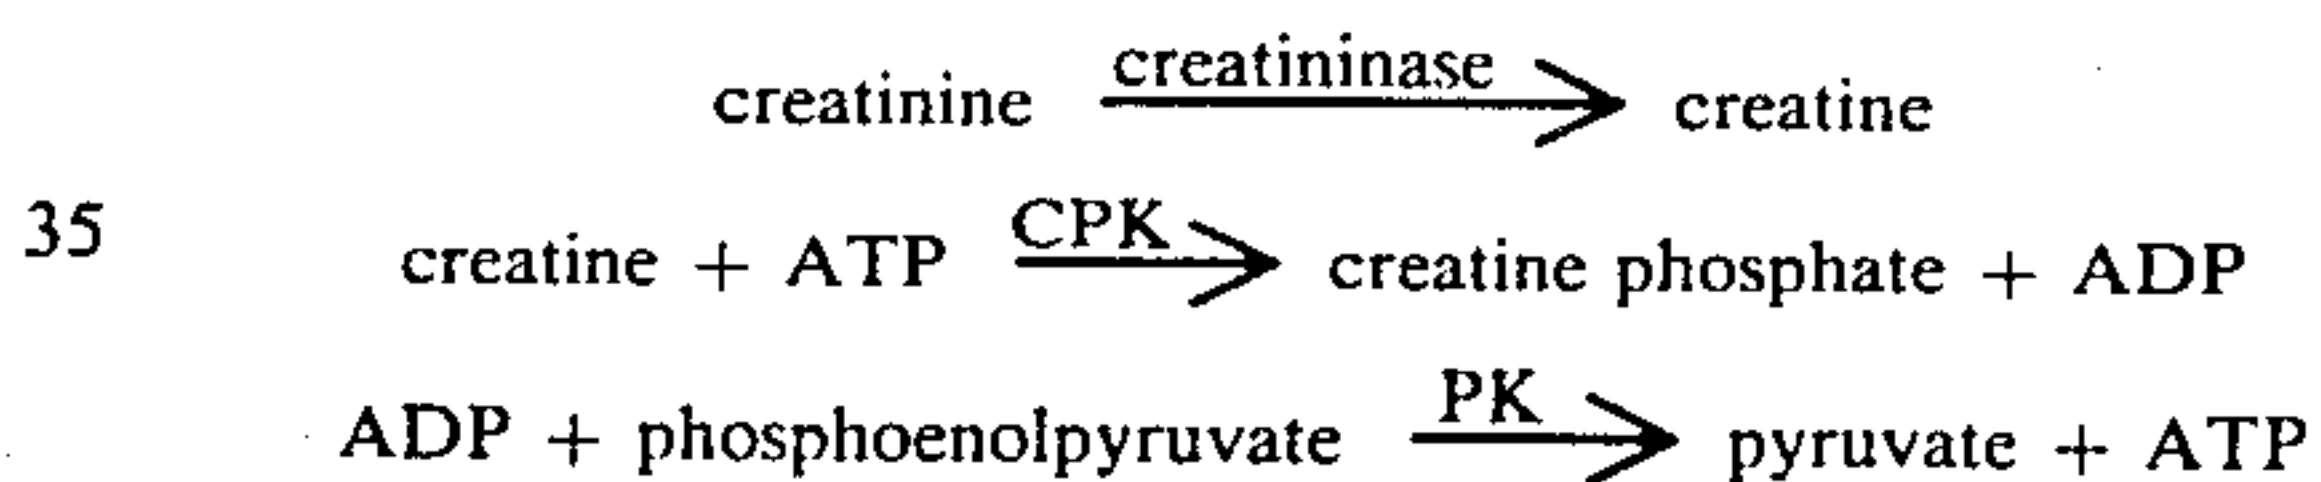 creatininase
creatinine → creatine
CPK
35 creatine + ATP → creatine phosphate + ADP
PK
ADP + phosphoenolpyruvate → pyruvate + ATP